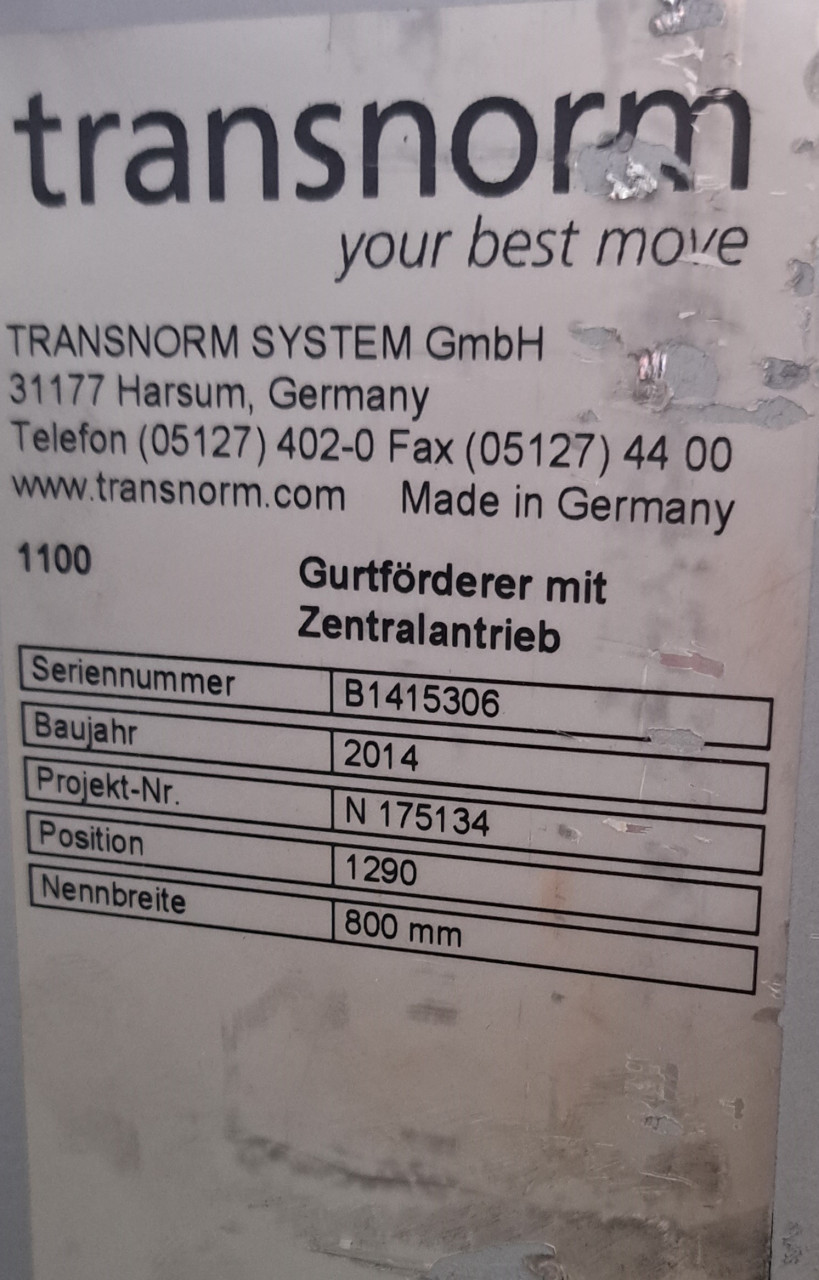 transnorm
your best move
TRANSNORM SYSTEM GmbH
31177 Harsum, Germany
Telefon (05127) 402-0 Fax (05127) 44 00
www.transnorm.com Made in Germany
1100 Gurtförderer mit
Zentralantrieb
Seriennummer B1415306
Baujahr 2014
Projekt-Nr. N 175134
Position 1290
Nennbreite 800 mm